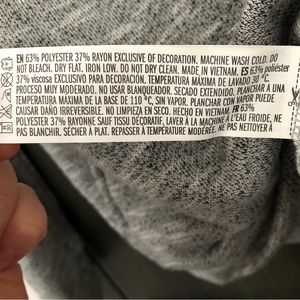 EN 63% POLYESTER 37% RAYON EXCLUSIVE OF DECORATION. MACHINE WASH COLD. DO
NOT BLEACH. DRY FLAT. IRON LOW. DO NOT DRY CLEAN. MADE IN VIETNAM. ES 63% poliéster
37% viscosa EXCLUSIVO PARA DECORACIÓN. TEMPERATURA MÁXIMA DE LAVADO 30 °C.
PROCESO MUY MODERADO. NO USAR BLANQUEADOR. SECADO EXTENDIDO. PLANCHAR A UNA
TEMPERATURA MÁXIMA DE LA BASE DE 110 °C, SIN VAPOR. PLANCHAR CON VAPOR PUEDE
CAUSAR DAÑO IRREVERSIBLE. NO LIMPIEZA EN SECO. HECHO EN VIETNAM. FR 63%
POLYESTER 37% RAYONNE SAUF TISSU DÉCORATIF. LAVER À LA MACHINE À L'EAU FROIDE, NE
PAS BLANCHIR. SÉCHER À PLAT. REPASSER À TEMPÉRATURE MODÉRÉE. NE PAS NETTOYER À